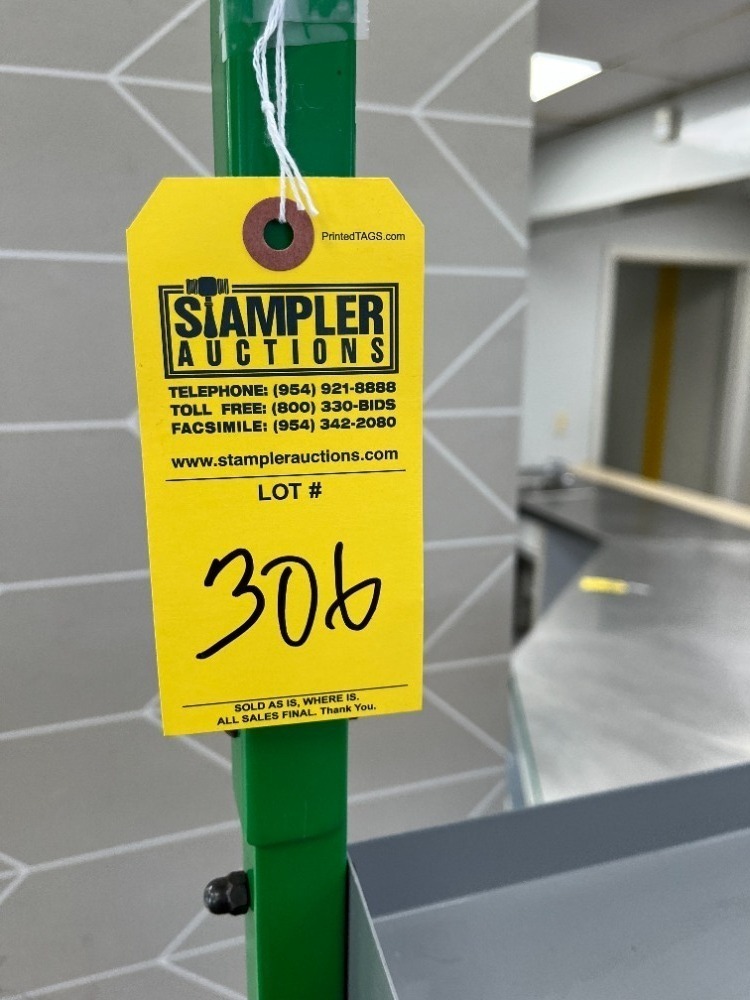 PrintedTAGS.com
STAMPLER
AUCTIONS
TELEPHONE: (954) 921-8888
TOLL FREE: (800) 330-BIDS
FACSIMILE: (954) 342-2080
www.stamplerauctions.com
LOT #
306
SOLD AS IS, WHERE IS.
ALL SALES FINAL. Thank You.